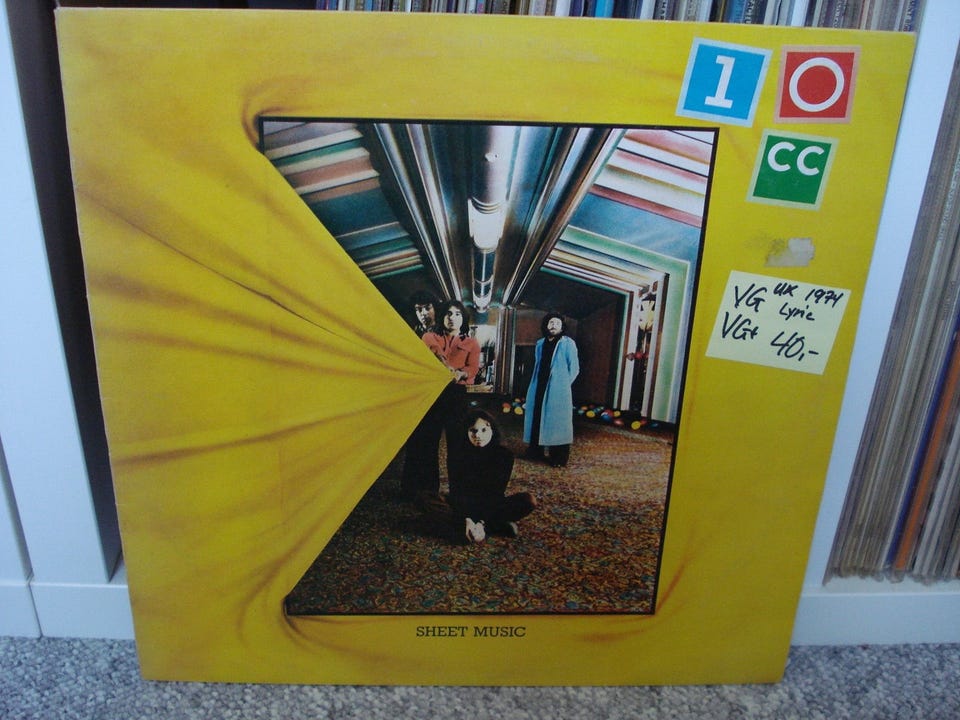 1 O
CC
VG UK 1974
Lyric
VG+ 40,-
SHEET MUSIC